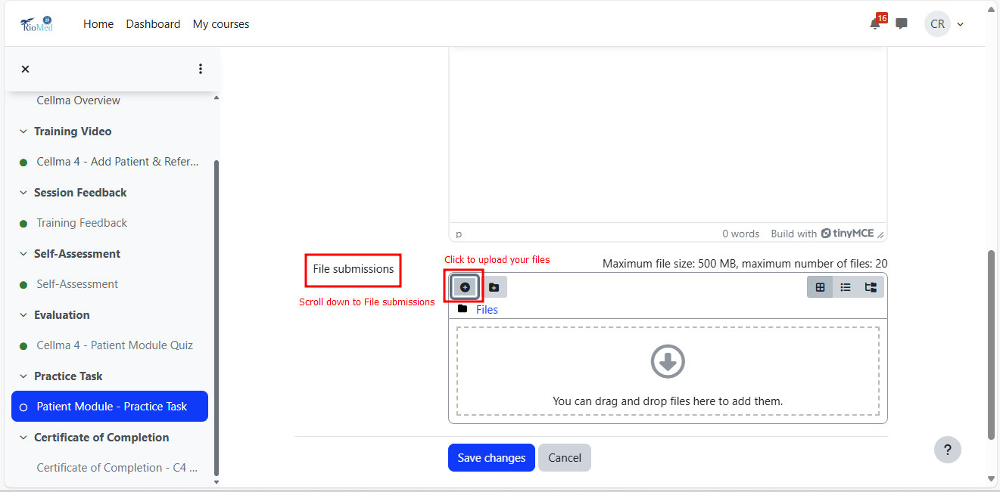 RioMed
Home
Dashboard
My courses
16
CR
Cellma Overview
Training Video
Cellma 4 - Add Patient & Refer...
Session Feedback
Training Feedback
Self-Assessment
Self-Assessment
Evaluation
Cellma 4 - Patient Module Quiz
Practice Task
Patient Module - Practice Task
Certificate of Completion
Certificate of Completion - C4 ...
p
0 words
Build with tinyMCE
File submissions
Scroll down to File submissions
Click to upload your files
Maximum file size: 500 MB, maximum number of files: 20
Files
You can drag and drop files here to add them.
Save changes
Cancel
?